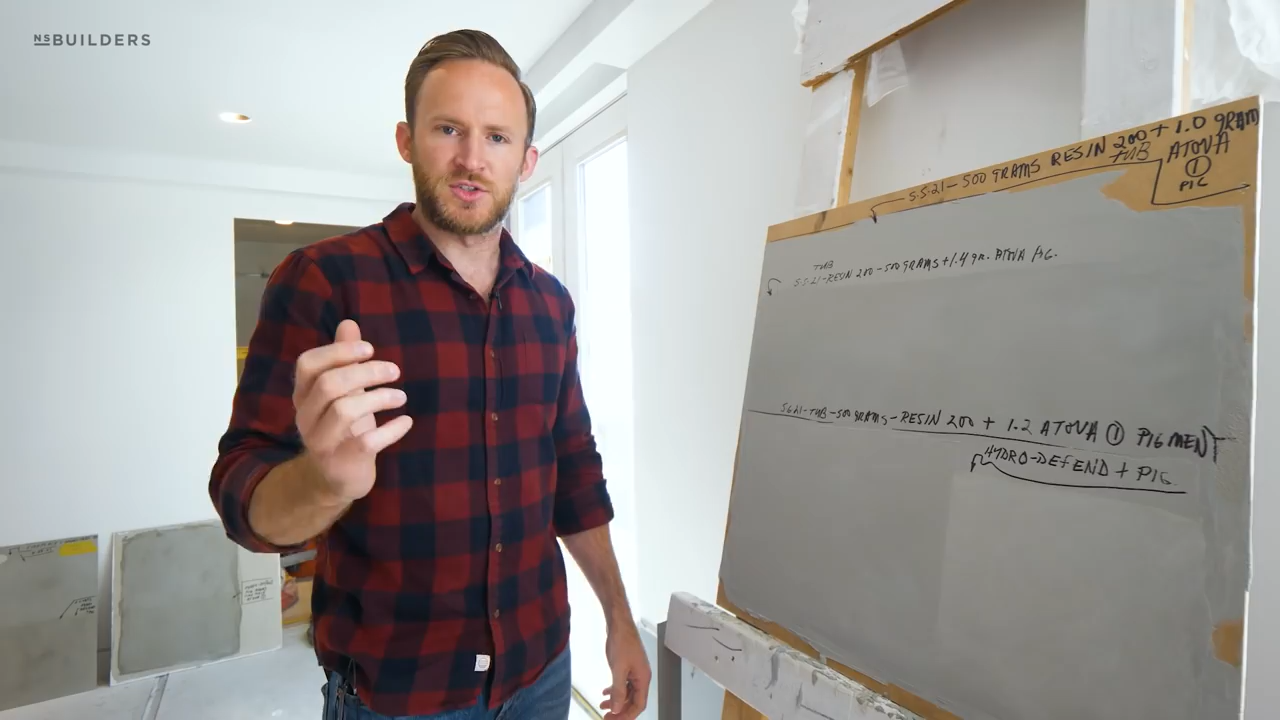 NS BUILDERS
5·5·21 – 500 GRAMS RESIN 200 + 1.0 GRAM
TUB ATOVA
①
PIG
TUB
5·5·21 – RESIN 200 – 500 GRAMS + 1.4 GR. ATOVA PIG.
5·6·21 – TUB – 500 GRAMS – RESIN 200 + 1.2 ATOVA ① PIGMENT
HYDRO-DEFEND + PIG.